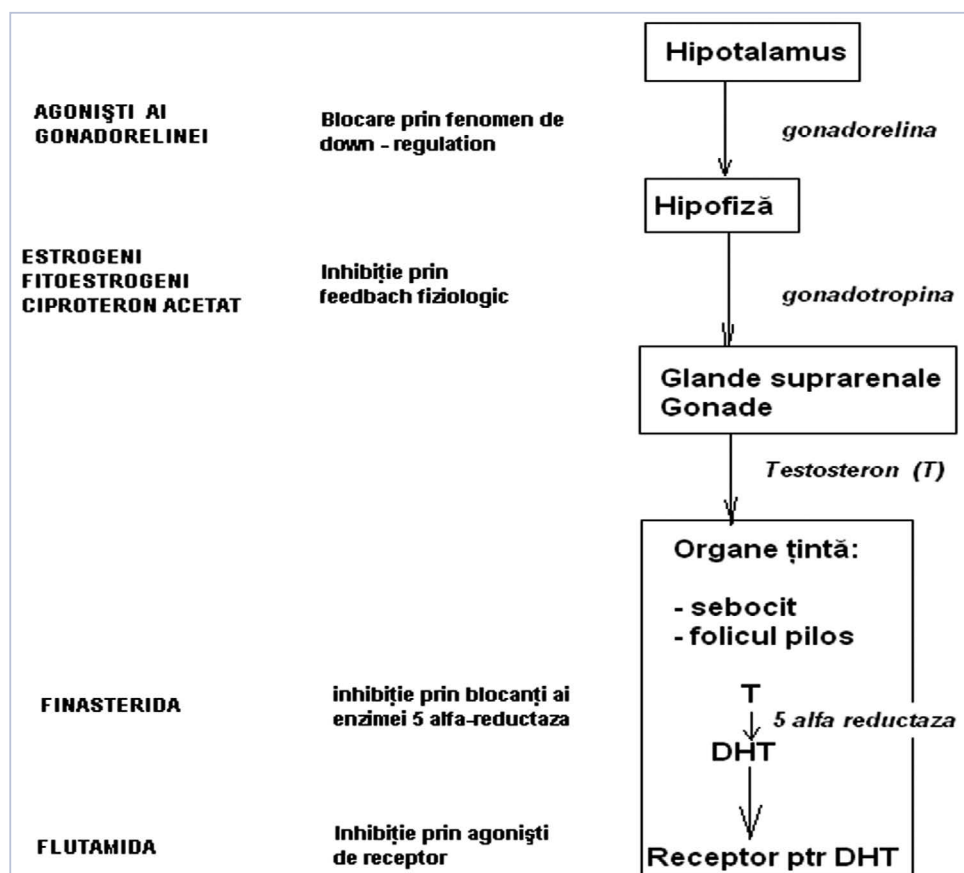 Hipotalamus
AGONIŞTI AI
GONADORELINEI
Blocare prin fenomen de
down - regulation
gonadorelina
Hipofiză
ESTROGENI
FITOESTROGENI
CIPROTERON ACETAT
Inhibiție prin
feedbach fiziologic
gonadotropina
Glande suprarenale
Gonade
Testosteron (T)
Organe țintă:
- sebocit
- folicul pilos
FINASTERIDA
inhibiție prin blocanți ai
enzimei 5 alfa-reductaza
T
5 alfa reductaza
DHT
FLUTAMIDA
Inhibiție prin agoniști
de receptor
Receptor ptr DHT